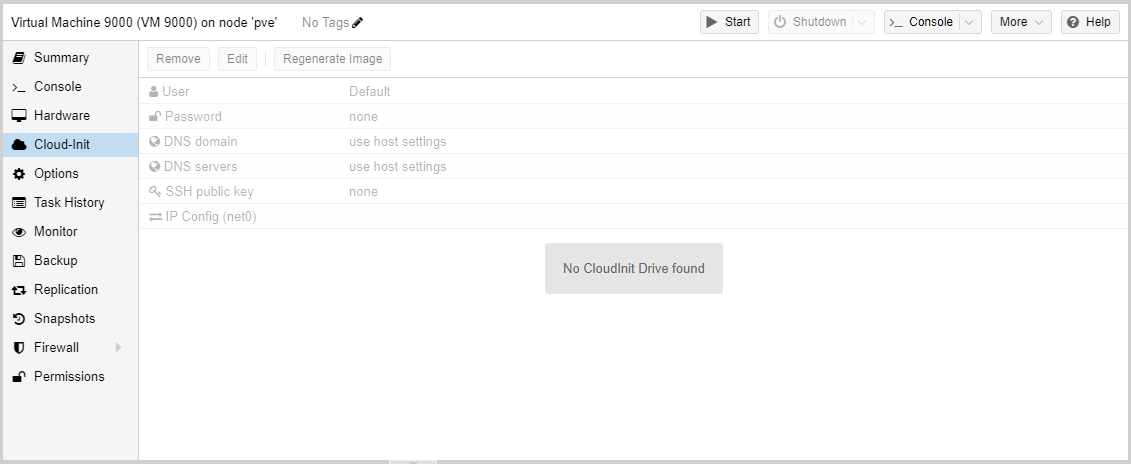 Virtual Machine 9000 (VM 9000) on node 'pve' No Tags Start Shutdown Console More Help
Summary
Console
Hardware
Cloud-Init
Options
Task History
Monitor
Backup
Replication
Snapshots
Firewall
Permissions
Remove Edit Regenerate Image
User Default
Password none
DNS domain use host settings
DNS servers use host settings
SSH public key none
IP Config (net0)
No CloudInit Drive found